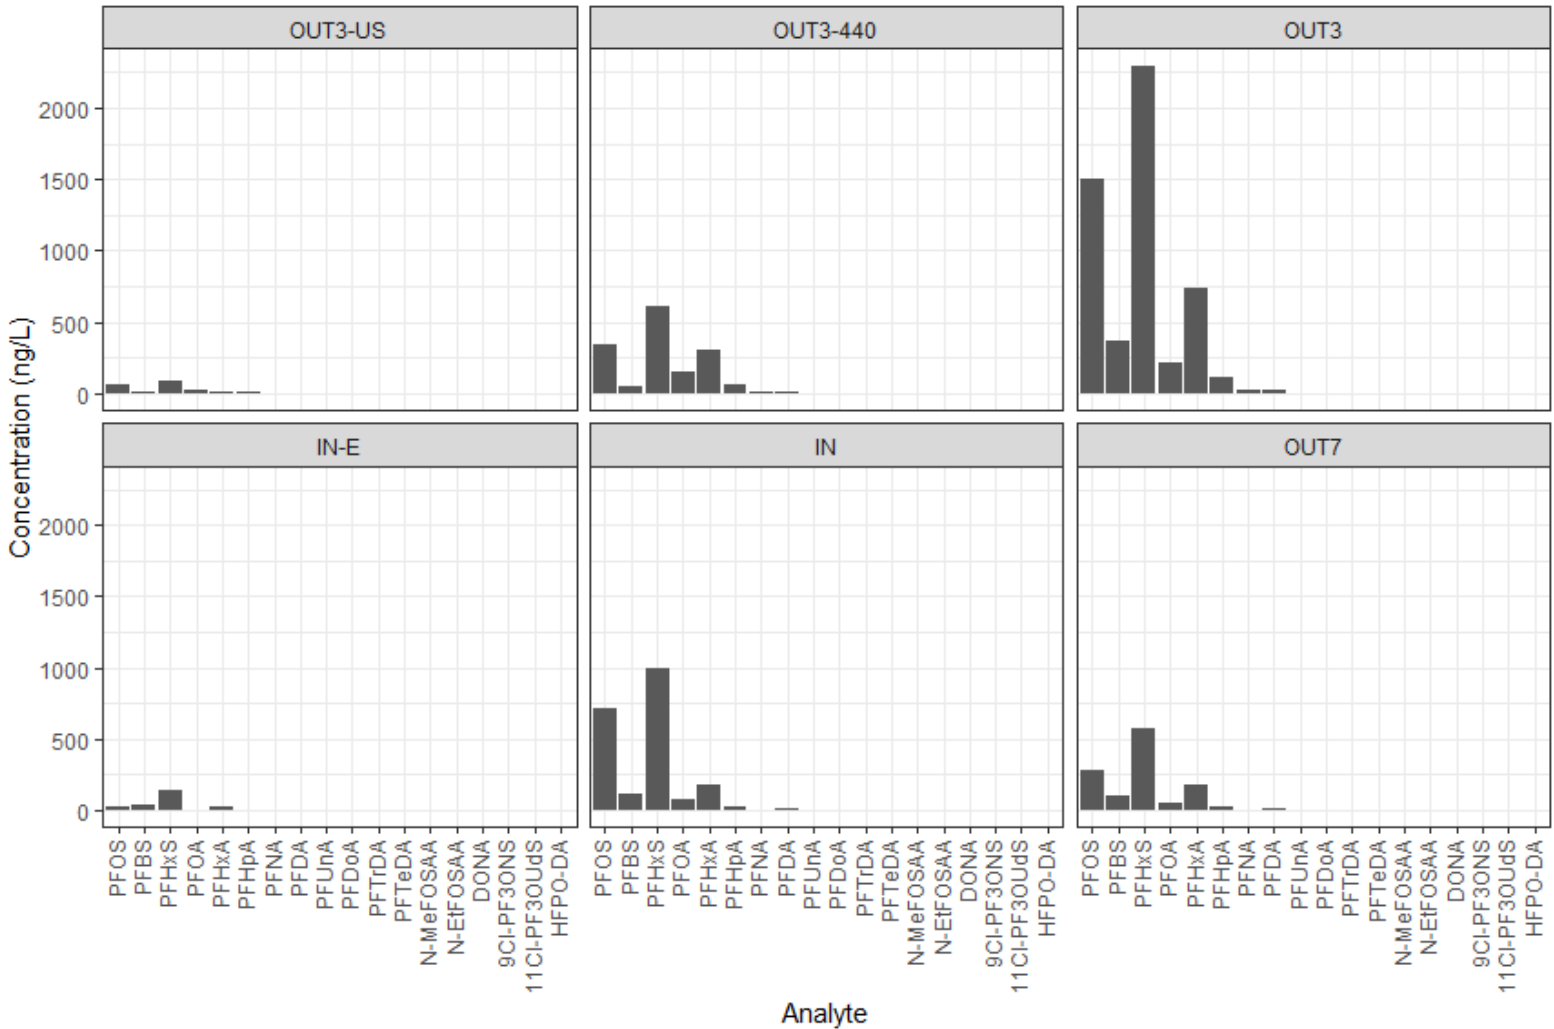 OUT3-US
OUT3-440
OUT3
2000
1500
1000
500
0
IN-E
IN
OUT7
2000
1500
1000
500
0
Concentration (ng/L)
PFOS
PFBS
PFHxS
PFOA
PFHxA
PFHpA
PFNA
PFDA
PFUnA
PFDoA
PFTrDA
PFTeDA
N-MeFOSAA
N-EtFOSAA
DONA
9Cl-PF3ONS
11Cl-PF3OUdS
HFPO-DA
PFOS
PFBS
PFHxS
PFOA
PFHxA
PFHpA
PFNA
PFDA
PFUnA
PFDoA
PFTrDA
PFTeDA
N-MeFOSAA
N-EtFOSAA
DONA
9Cl-PF3ONS
11Cl-PF3OUdS
HFPO-DA
PFOS
PFBS
PFHxS
PFOA
PFHxA
PFHpA
PFNA
PFDA
PFUnA
PFDoA
PFTrDA
PFTeDA
N-MeFOSAA
N-EtFOSAA
DONA
9Cl-PF3ONS
11Cl-PF3OUdS
HFPO-DA
Analyte